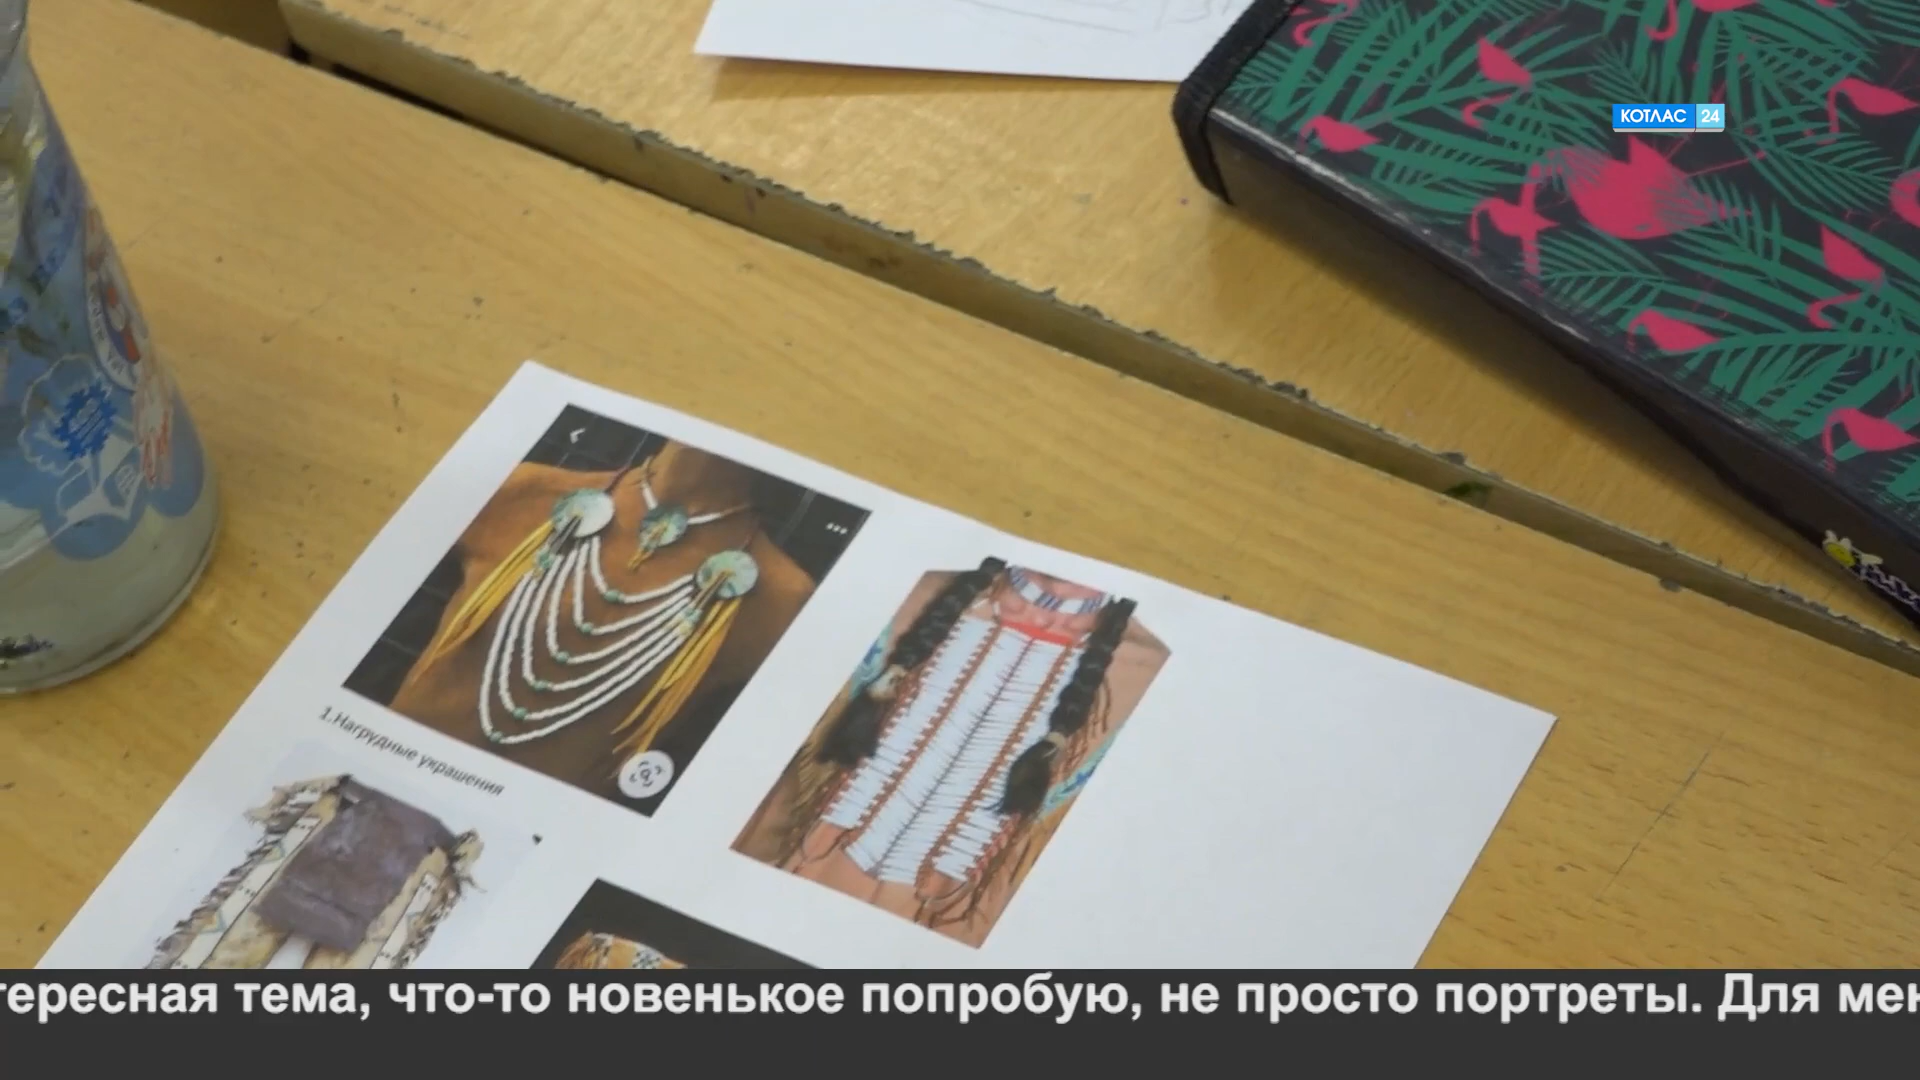 КОТЛАС 24
1.Нагрудные украшения
тересная тема, что-то новенькое попробую, не просто портреты. Для мен